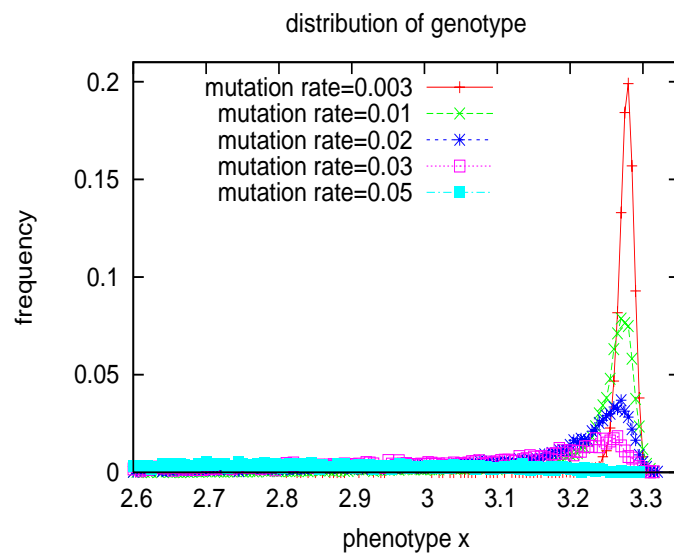 distribution of genotype
0.2
0.15
0.1
0.05
0
frequency
mutation rate=0.003
mutation rate=0.01
mutation rate=0.02
mutation rate=0.03
mutation rate=0.05
2.6 2.7 2.8 2.9 3 3.1 3.2 3.3
phenotype x